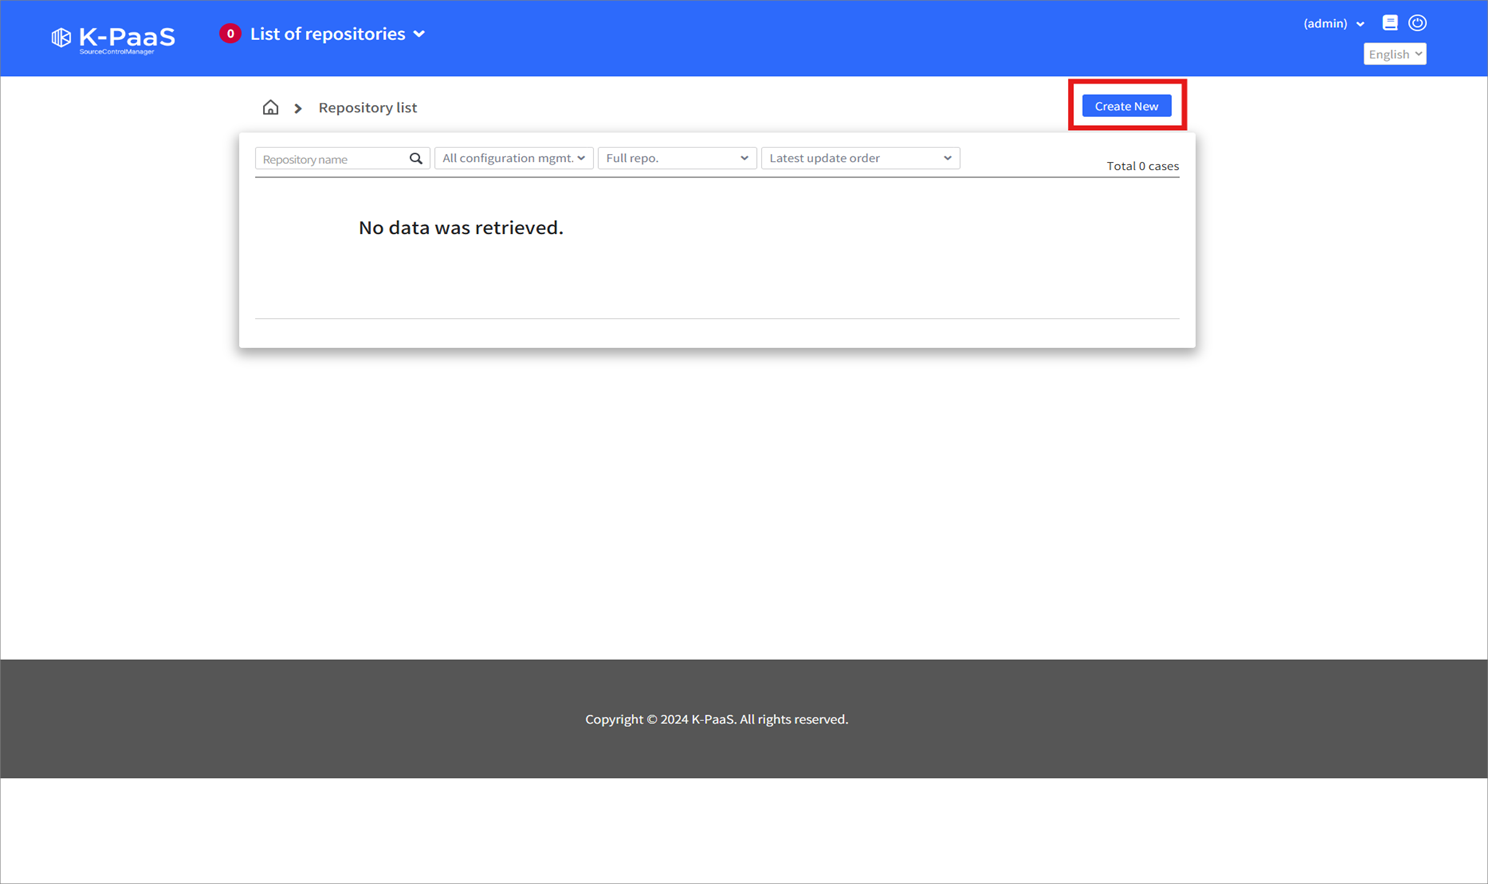 K-PaaS
SourceControlManager
0 List of repositories
(admin)
English
Repository list
Create New
Repository name
All configuration mgmt.
Full repo.
Latest update order
Total 0 cases
No data was retrieved.
Copyright © 2024 K-PaaS. All rights reserved.